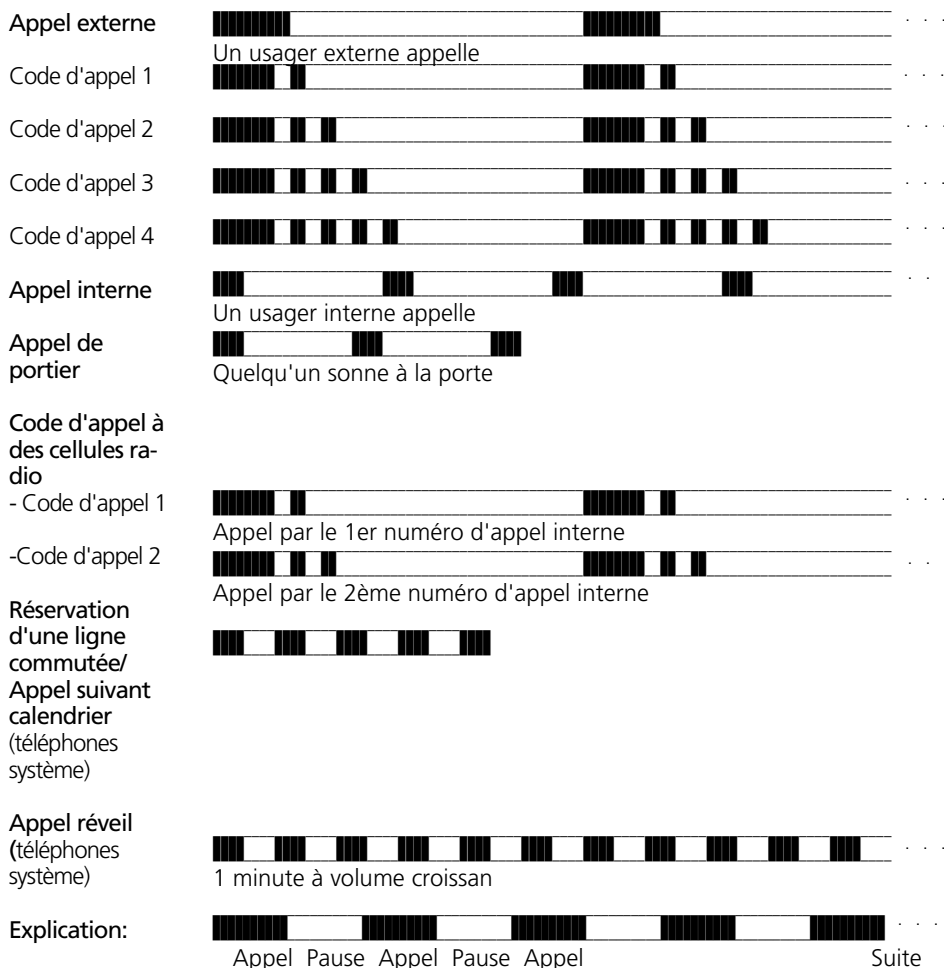 Appel externe
Un usager externe appelle
Code d'appel 1
Code d'appel 2
Code d'appel 3
Code d'appel 4
Appel interne
Un usager interne appelle
Appel de
portier
Quelqu'un sonne à la porte
Code d'appel à
des cellules ra-
dio
- Code d'appel 1
Appel par le 1er numéro d'appel interne
-Code d'appel 2
Appel par le 2ème numéro d'appel interne
Réservation
d'une ligne
commutée/
Appel suivant
calendrier
(téléphones
système)
Appel réveil
(téléphones
système)
1 minute à volume croissan
Explication:
Appel Pause Appel Pause Appel Suite